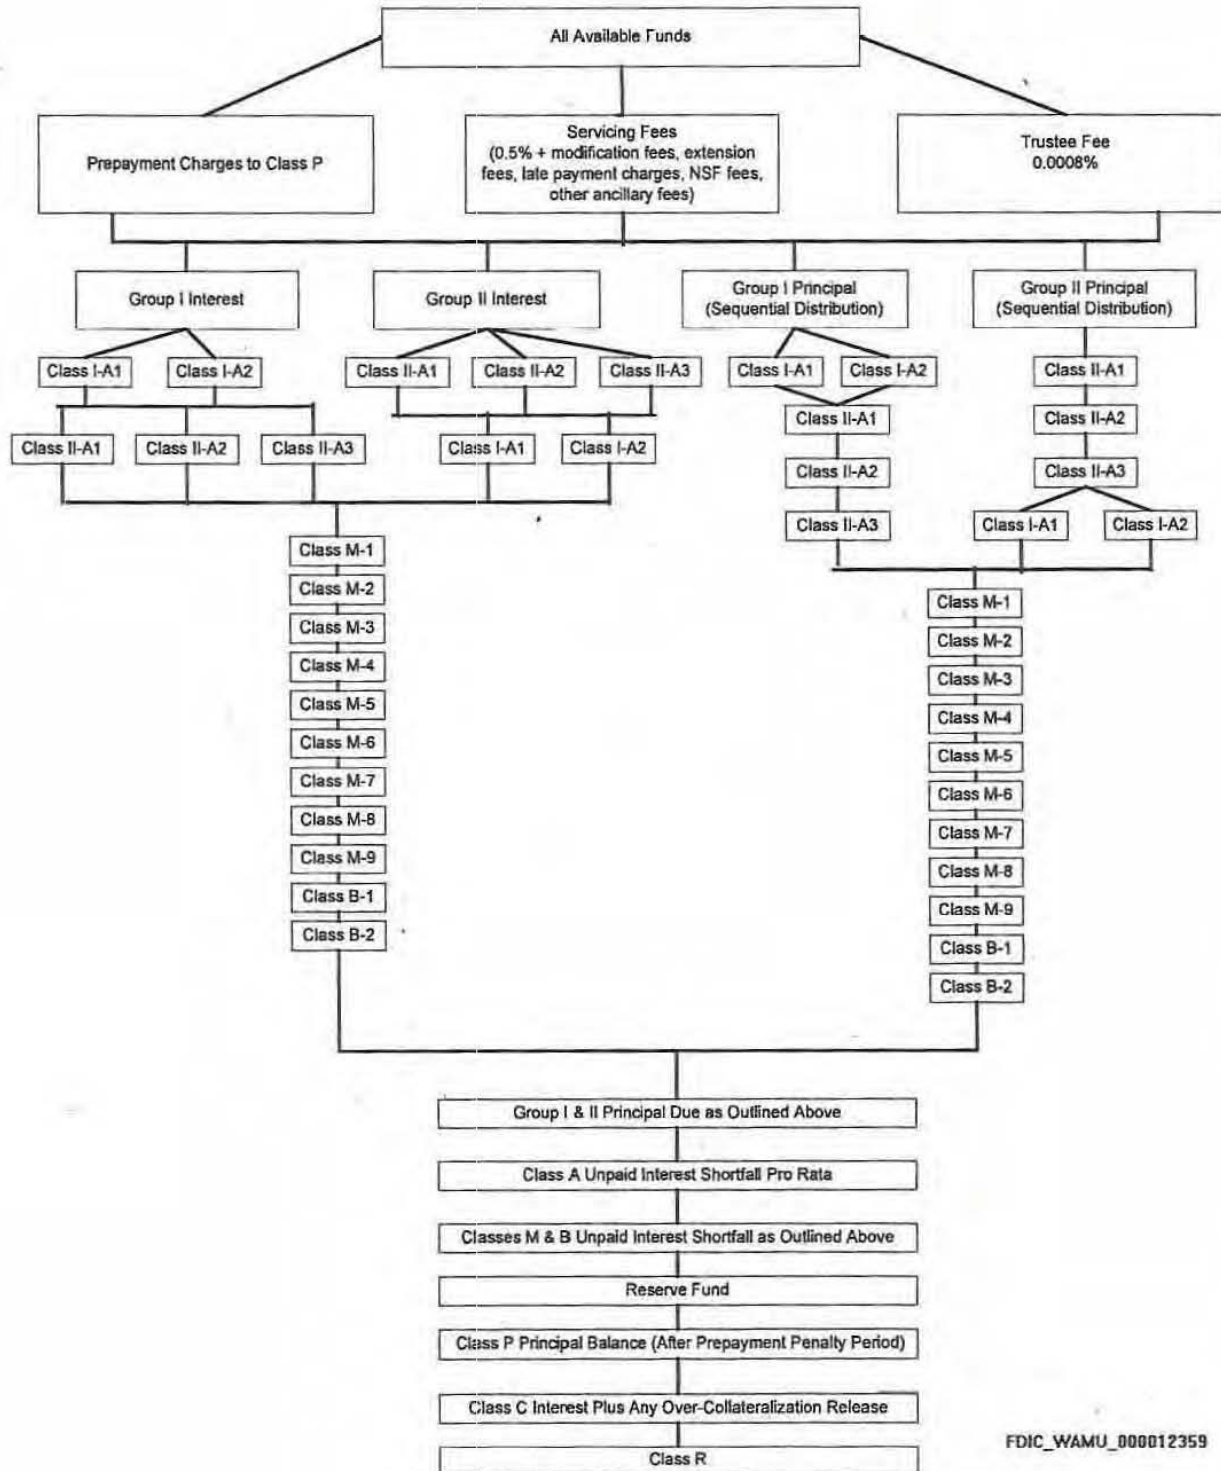 All Available Funds
Prepayment Charges to Class P
Servicing Fees
(0.5% + modification fees, extension
fees, late payment charges, NSF fees,
other ancillary fees)
Trustee Fee
0.0008%
Group I Interest
Group II Interest
Group I Principal
(Sequential Distribution)
Group II Principal
(Sequential Distribution)
Class I-A1
Class I-A2
Class II-A1
Class II-A2
Class II-A3
Class I-A1
Class I-A2
Class II-A1
Class II-A1
Class II-A2
Class II-A3
Class I-A1
Class I-A2
Class II-A1
Class II-A2
Class II-A2
Class II-A3
Class II-A3
Class I-A1
Class I-A2
Class M-1
Class M-2
Class M-3
Class M-4
Class M-5
Class M-6
Class M-7
Class M-8
Class M-9
Class B-1
Class B-2
Class M-1
Class M-2
Class M-3
Class M-4
Class M-5
Class M-6
Class M-7
Class M-8
Class M-9
Class B-1
Class B-2
Group I & II Principal Due as Outlined Above
Class A Unpaid Interest Shortfall Pro Rata
Classes M & B Unpaid Interest Shortfall as Outlined Above
Reserve Fund
Class P Principal Balance (After Prepayment Penalty Period)
Class C Interest Plus Any Over-Collateralization Release
Class R
FDIC_WAMU_000012359